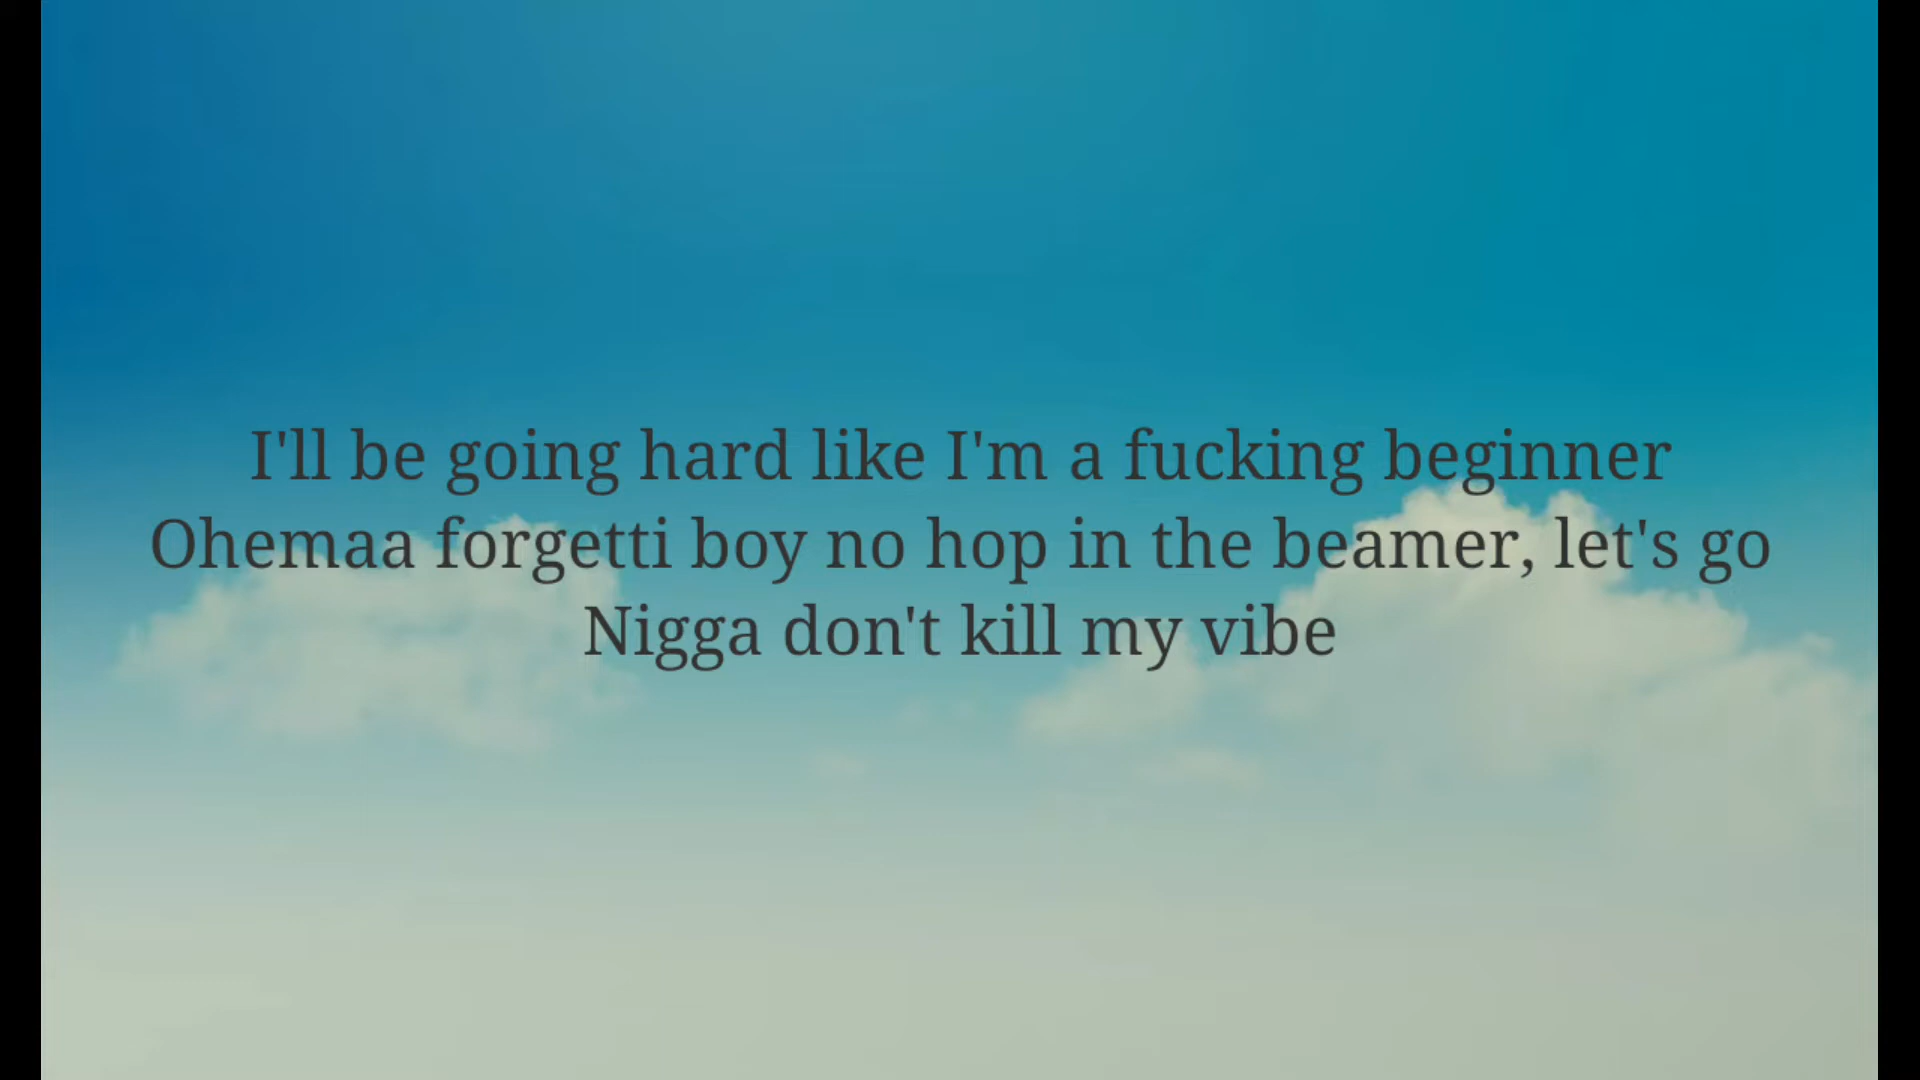 I'll be going hard like I'm a fucking beginner
Ohemaa forgetti boy no hop in the beamer, let's go
Nigga don't kill my vibe